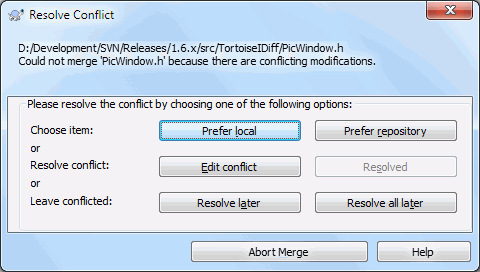 Resolve Conflict
D:/Development/SVN/Releases/1.6.x/src/TortoiseIDiff/PicWindow.h
Could not merge 'PicWindow.h' because there are conflicting modifications.
Please resolve the conflict by choosing one of the following options:
Choose item: Prefer local Prefer repository
or
Resolve conflict: Edit conflict Resolved
or
Leave conflicted: Resolve later Resolve all later
Abort Merge Help